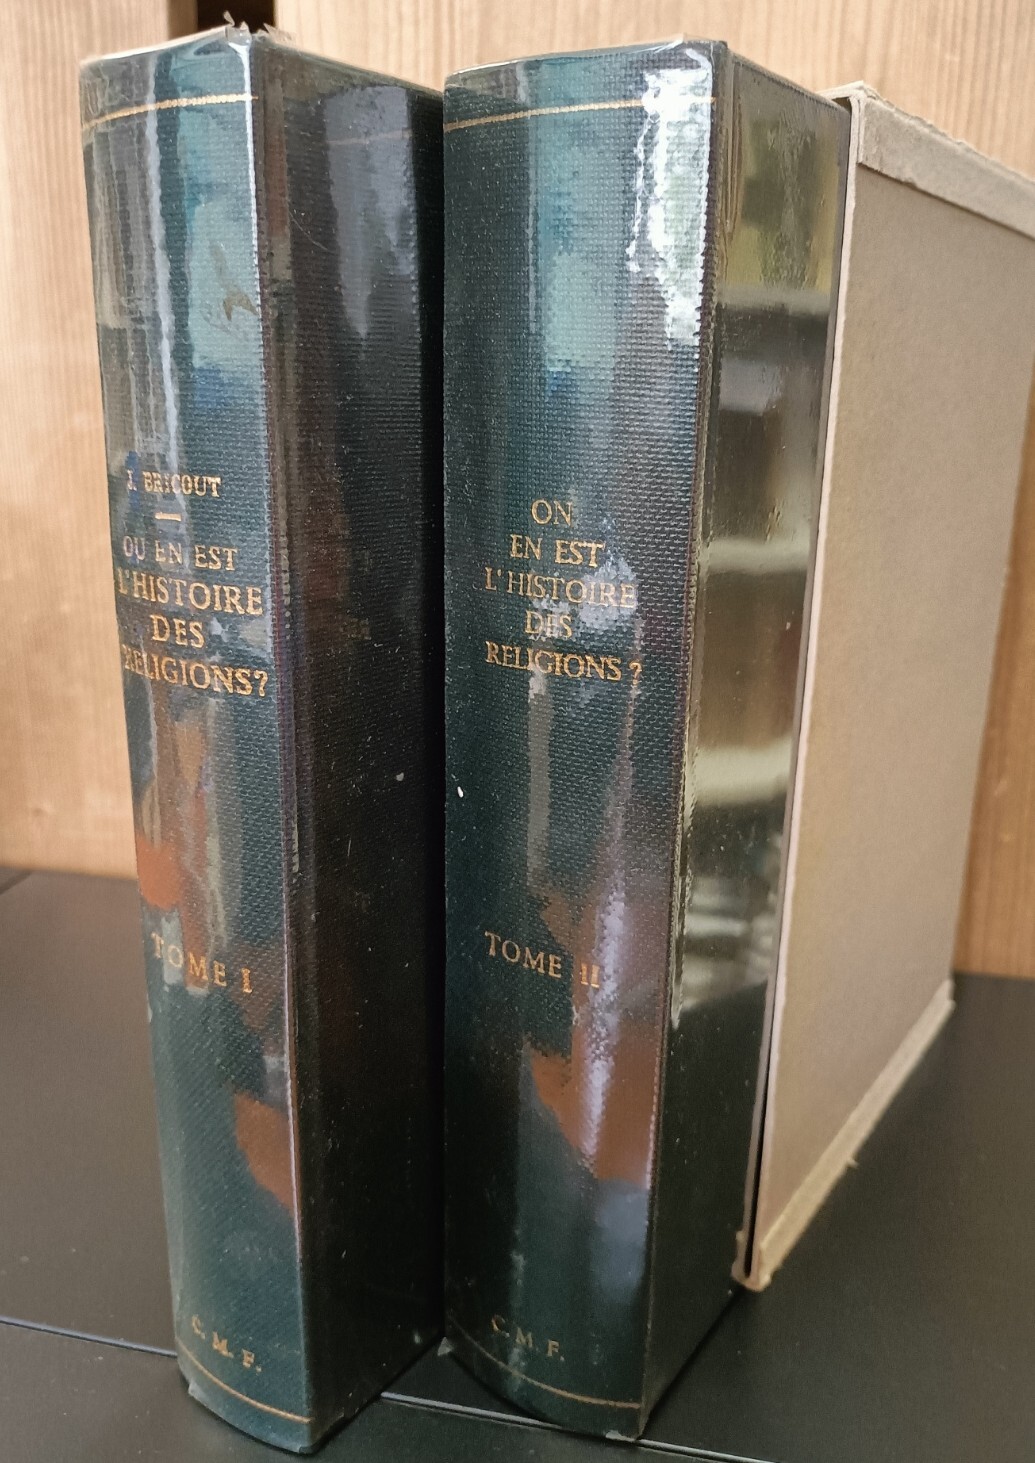 J. BRICOUT
OU EN EST
L'HISTOIRE
DES
RELIGIONS?
TOME I
C. M. F.
ON
EN EST
L'HISTOIRE
DES
RELIGIONS?
TOME II
C. M. F.